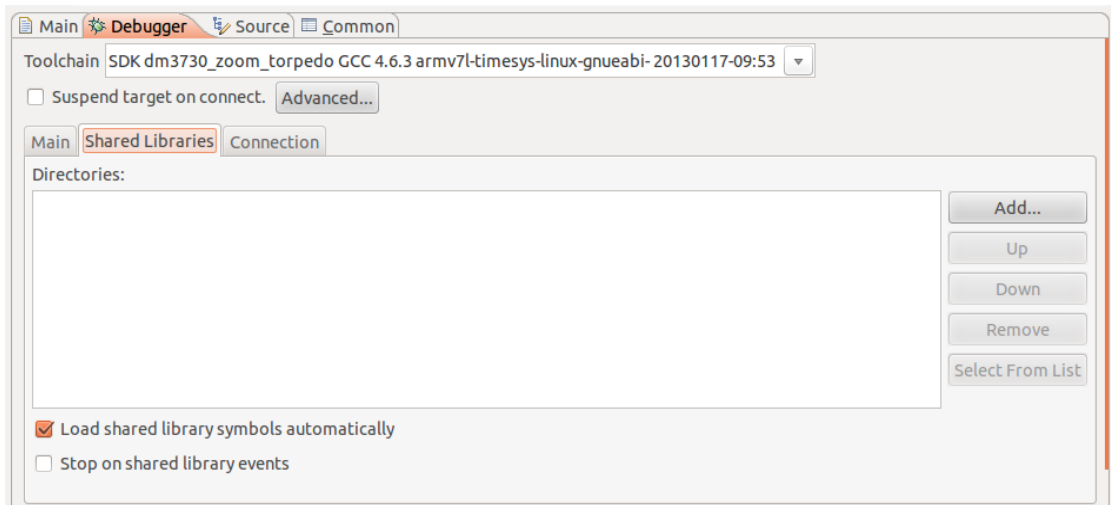 Main Debugger Source Common
Toolchain SDK dm3730_zoom_torpedo GCC 4.6.3 armv7l-timesys-linux-gnueabi- 20130117-09:53
Suspend target on connect. Advanced...
Main Shared Libraries Connection
Directories:
Add...
Up
Down
Remove
Select From List
Load shared library symbols automatically
Stop on shared library events